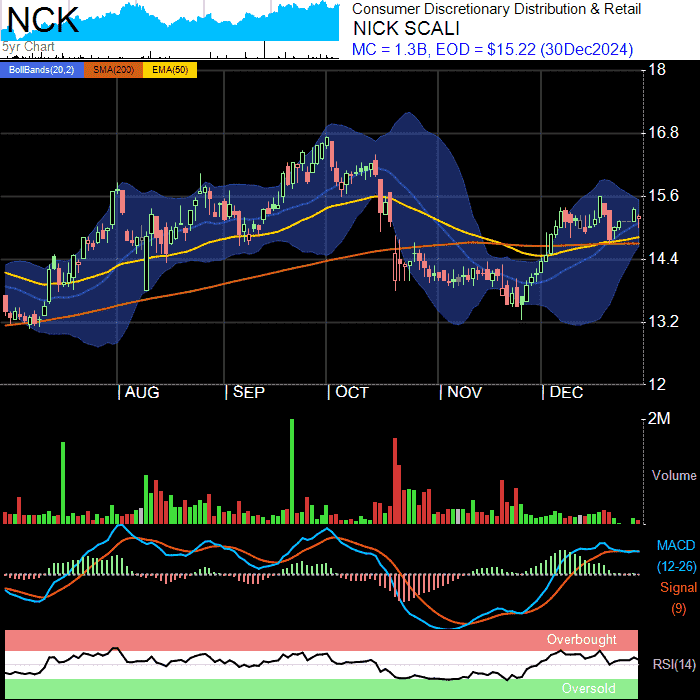 NCK
5yr Chart
Consumer Discretionary Distribution & Retail
NICK SCALI
MC = 1.3B, EOD = $15.22 (30Dec2024)
BollBands(20,2) SMA(200) EMA(50)
18
16.8
15.6
14.4
13.2
12
| AUG | SEP | OCT | NOV | DEC
2M
Volume
MACD
(12-26)
Signal
(9)
Overbought
RSI(14)
Oversold